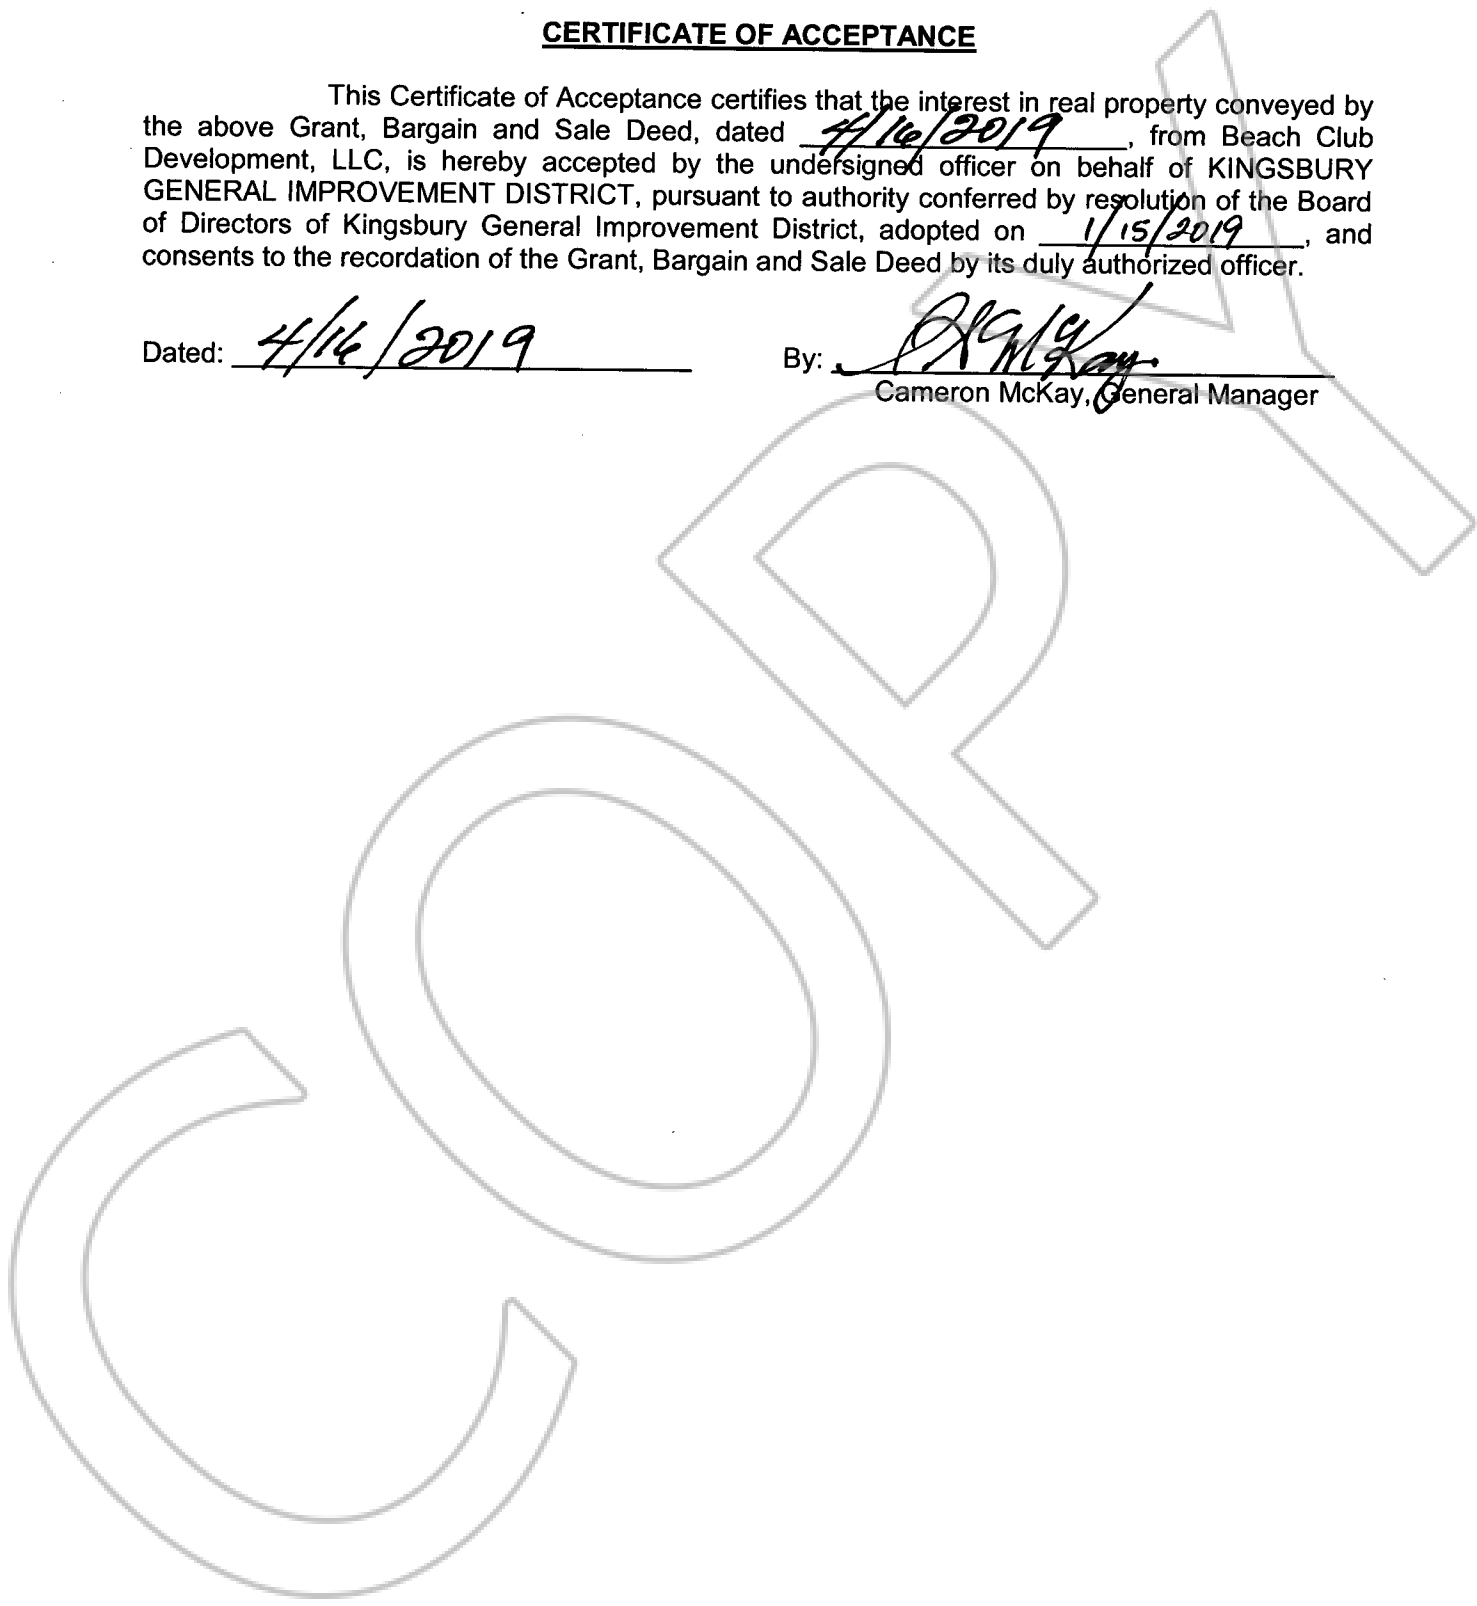 CERTIFICATE OF ACCEPTANCE
This Certificate of Acceptance certifies that the interest in real property conveyed by
the above Grant, Bargain and Sale Deed, dated 4/16/2019, from Beach Club
Development, LLC, is hereby accepted by the undersigned officer on behalf of KINGSBURY
GENERAL IMPROVEMENT DISTRICT, pursuant to authority conferred by resolution of the Board
of Directors of Kingsbury General Improvement District, adopted on 1/15/2019, and
consents to the recordation of the Grant, Bargain and Sale Deed by its duly authorized officer.
Dated: 4/16/2019 By:
Cameron McKay, General Manager
COPY